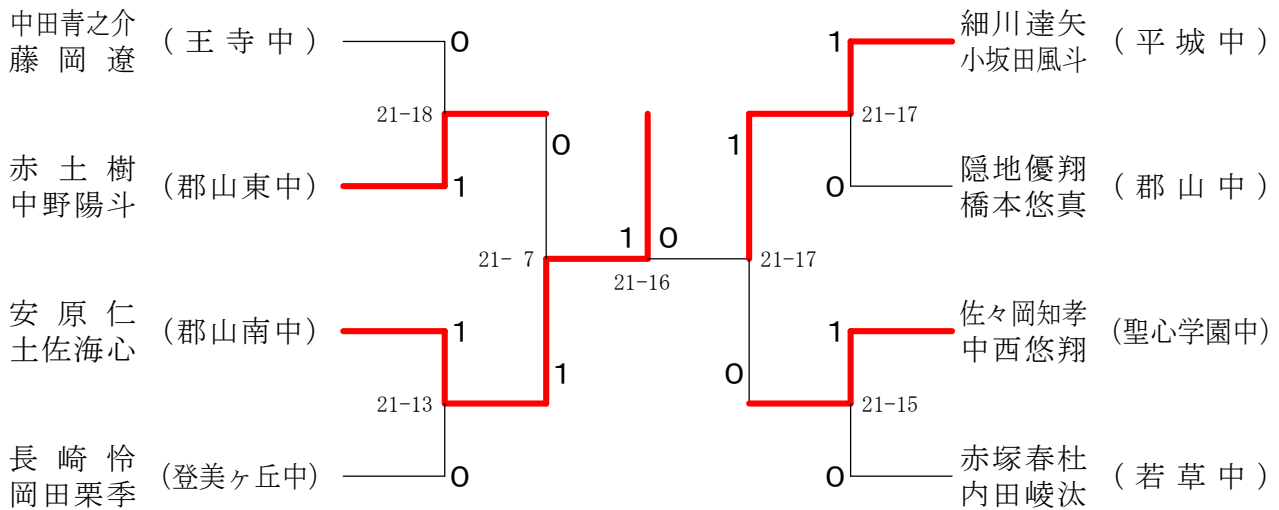 中田青之介
藤岡遼
(王寺中)
0
21-18
赤土樹
中野陽斗
(郡山東中)
1
0
21- 7
安原仁
土佐海心
(郡山南中)
1
1
21-13
長崎怜
岡田栗季
(登美ヶ丘中)
0
1 0
21-16
1
細川達矢
小坂田風斗
(平城中)
21-17
1
0
隠地優翔
橋本悠真
(郡山中)
21-17
1
佐々岡知孝
中西悠翔
(聖心学園中)
0
21-15
0
赤塚春杜
内田崚汰
(若草中)